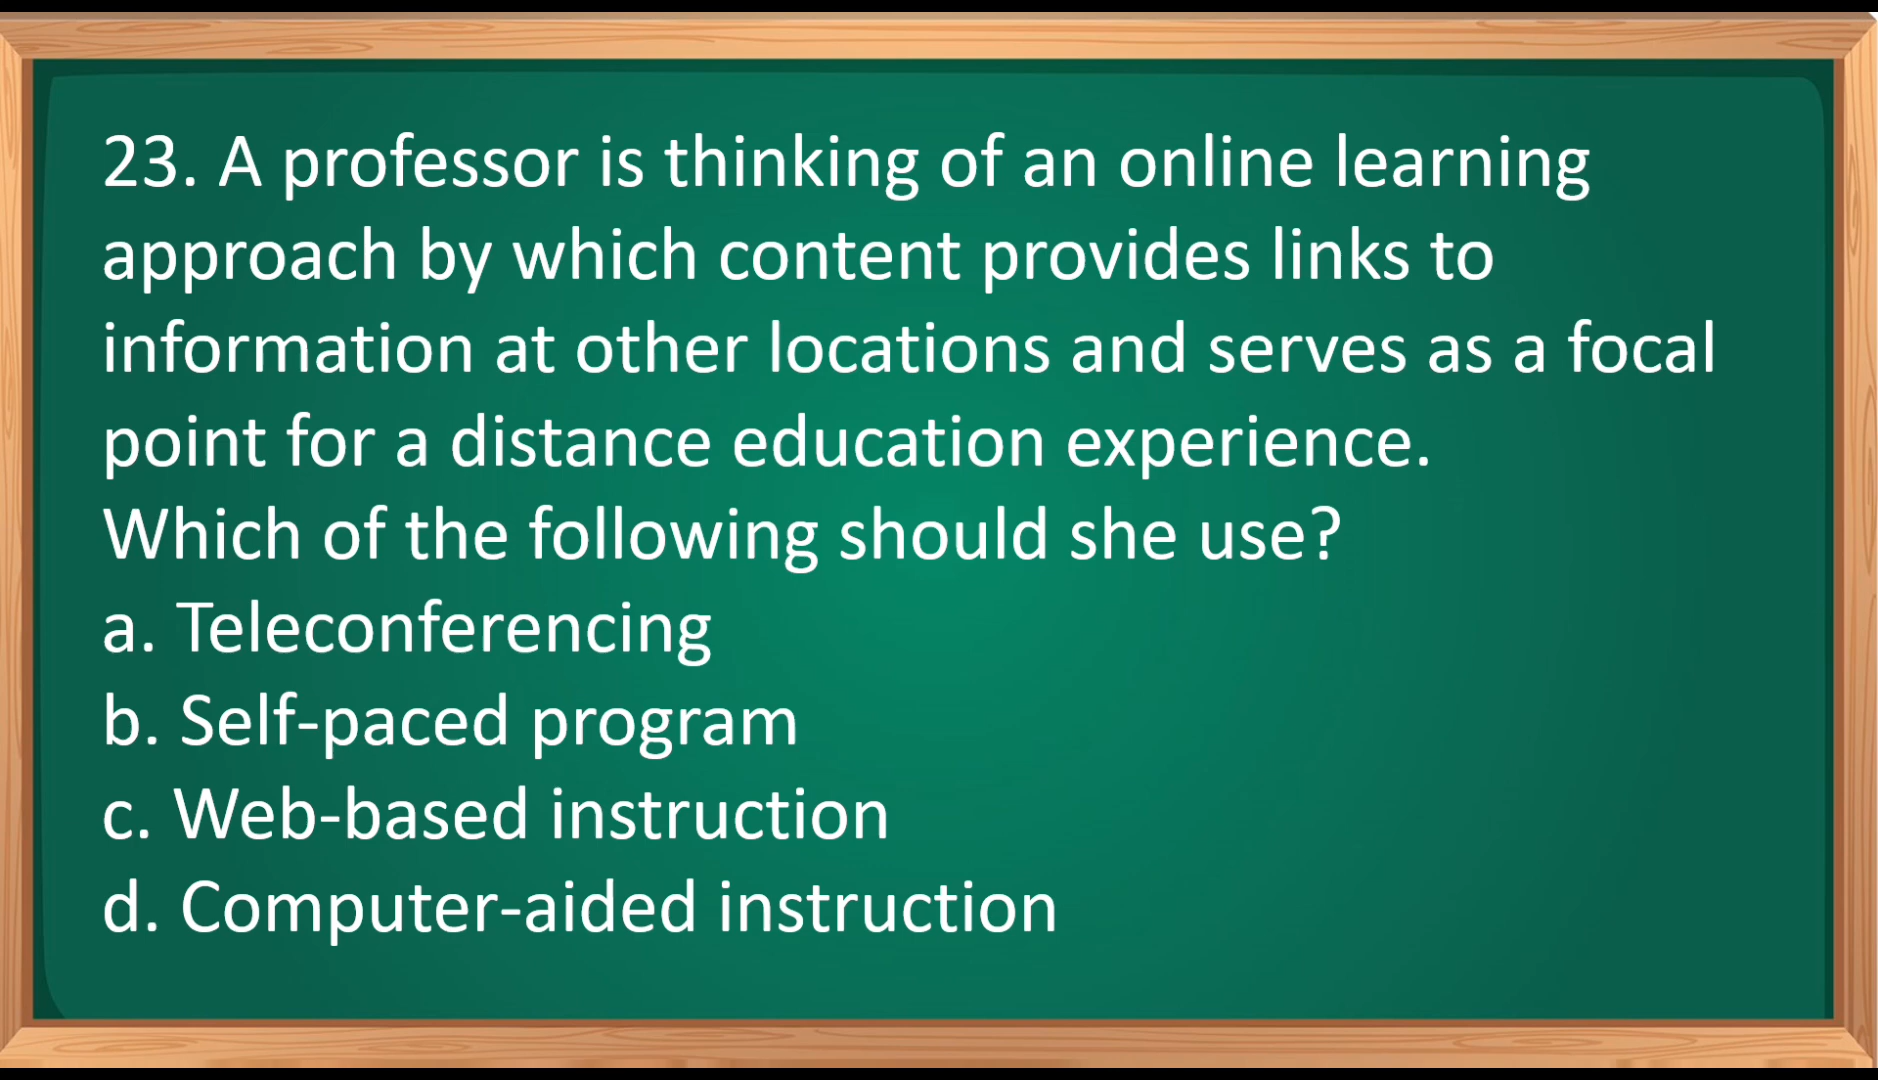 23. A professor is thinking of an online learning
approach by which content provides links to
information at other locations and serves as a focal
point for a distance education experience.
Which of the following should she use?
a. Teleconferencing
b. Self-paced program
c. Web-based instruction
d. Computer-aided instruction